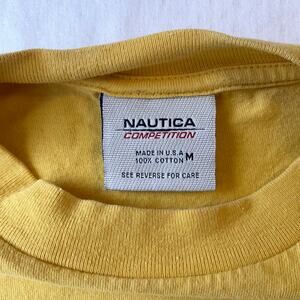 NAUTICA
COMPETITION
MADE IN U.S.A.
100% COTTON M
SEE REVERSE FOR CARE